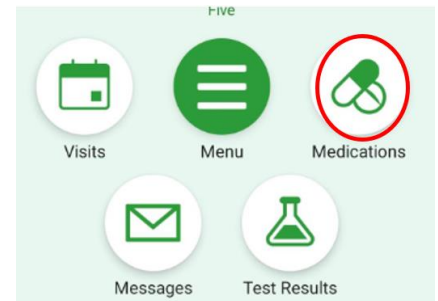 Five
Visits
Menu
Medications
Messages
Test Results